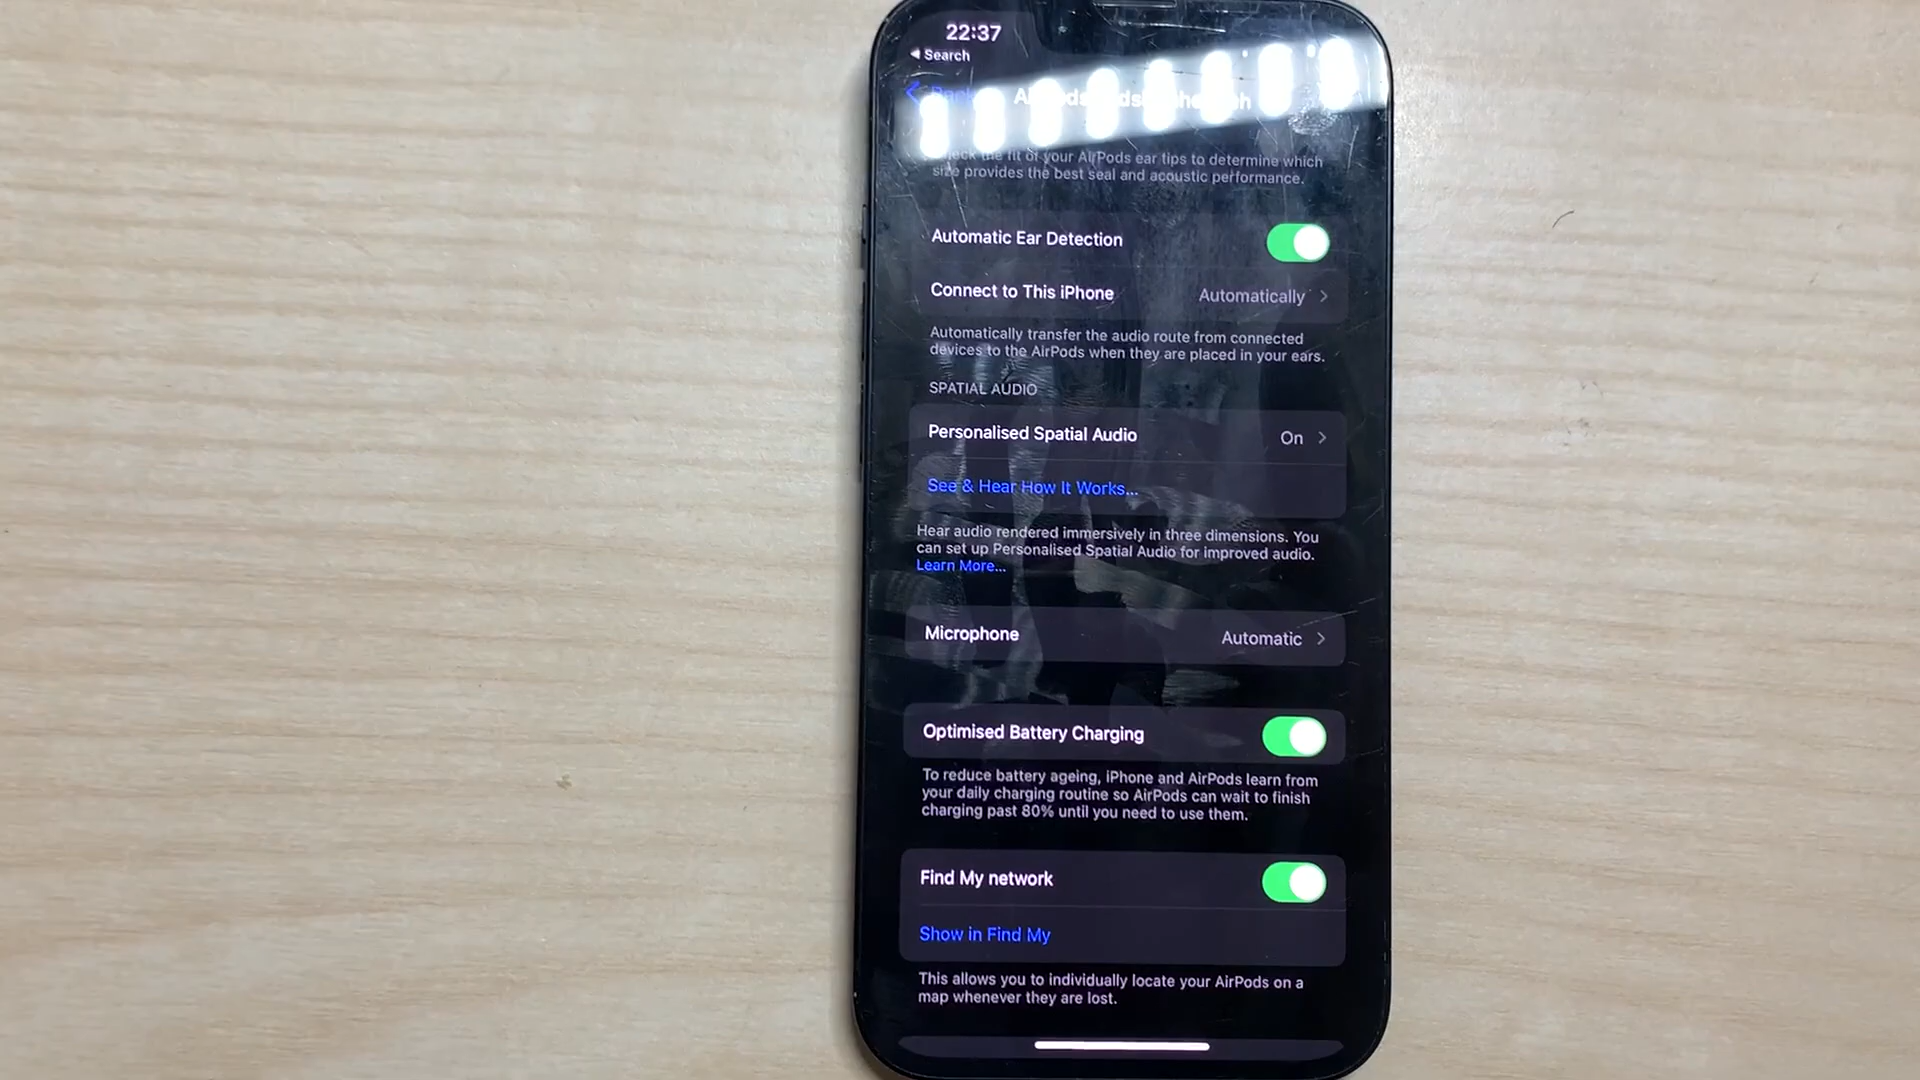 22:37
Search
the fit of your AirPods ear tips to determine which
size provides the best seal and acoustic performance.
Automatic Ear Detection
Connect to This iPhone Automatically
Automatically transfer the audio route from connected
devices to the AirPods when they are placed in your ears.
SPATIAL AUDIO
Personalised Spatial Audio On
See & Hear How It Works...
Hear audio rendered immersively in three dimensions. You
can set up Personalised Spatial Audio for improved audio.
Learn More...
Microphone Automatic
Optimised Battery Charging
To reduce battery ageing, iPhone and AirPods learn from
your daily charging routine so AirPods can wait to finish
charging past 80% until you need to use them.
Find My network
Show in Find My
This allows you to individually locate your AirPods on a
map whenever they are lost.